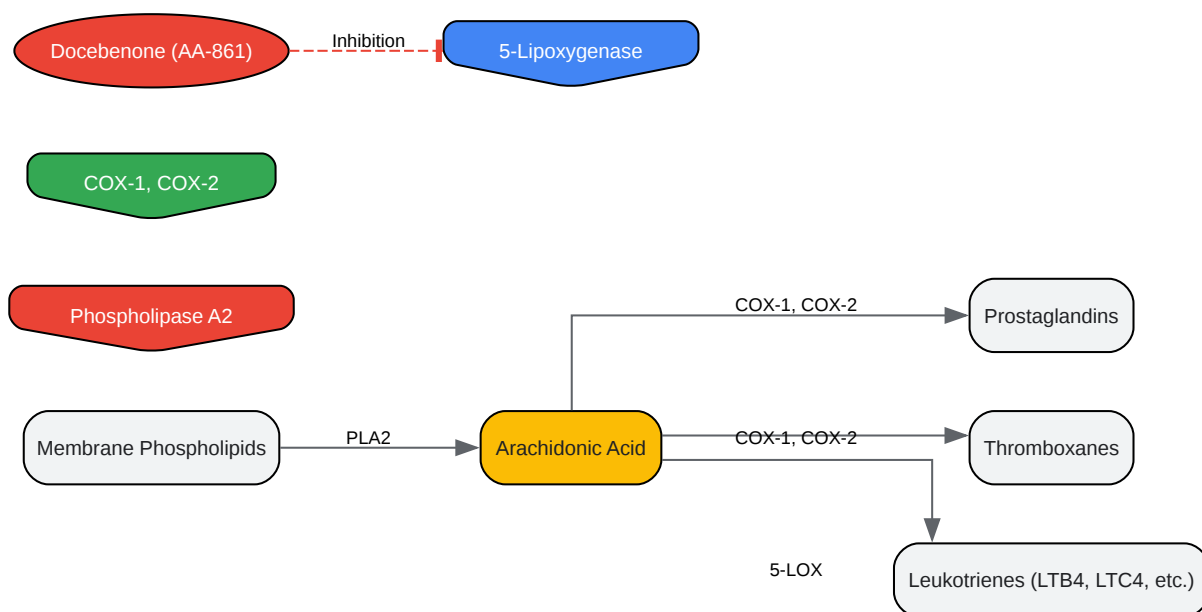 Docebenone (AA-861)
Inhibition
5-Lipoxygenase
COX-1, COX-2
Phospholipase A2
COX-1, COX-2
Prostaglandins
Membrane Phospholipids
PLA2
Arachidonic Acid
COX-1, COX-2
Thromboxanes
5-LOX
Leukotrienes (LTB4, LTC4, etc.)